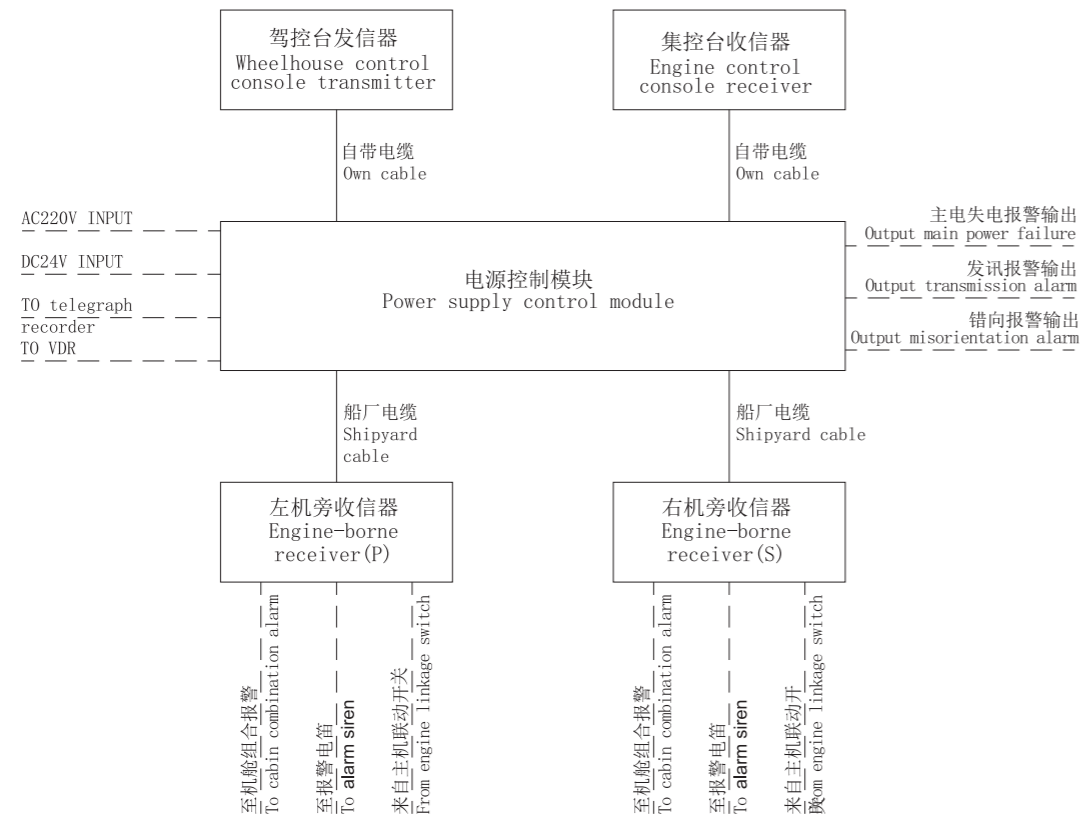 驾控台发信器
Wheelhouse control
console transmitter
集控台收信器
Engine control
console receiver
自带电缆
Own cable
自带电缆
Own cable
AC220V INPUT
DC24V INPUT
TO telegraph
recorder
TO VDR
电源控制模块
Power supply control module
主电失电报警输出
Output main power failure
发讯报警输出
Output transmission alarm
错向报警输出
Output misorientation alarm
船厂电缆
Shipyard
cable
船厂电缆
Shipyard cable
左机旁收信器
Engine-borne
receiver(P)
右机旁收信器
Engine-borne
receiver(S)
至机舱组合报警
To cabin combination alarm
至报警电笛
To alarm siren
来自主机联动开关
From engine linkage switch
至机舱组合报警
To cabin combination alarm
至报警电笛
To alarm siren
来自主机联动开
engine linkage switch